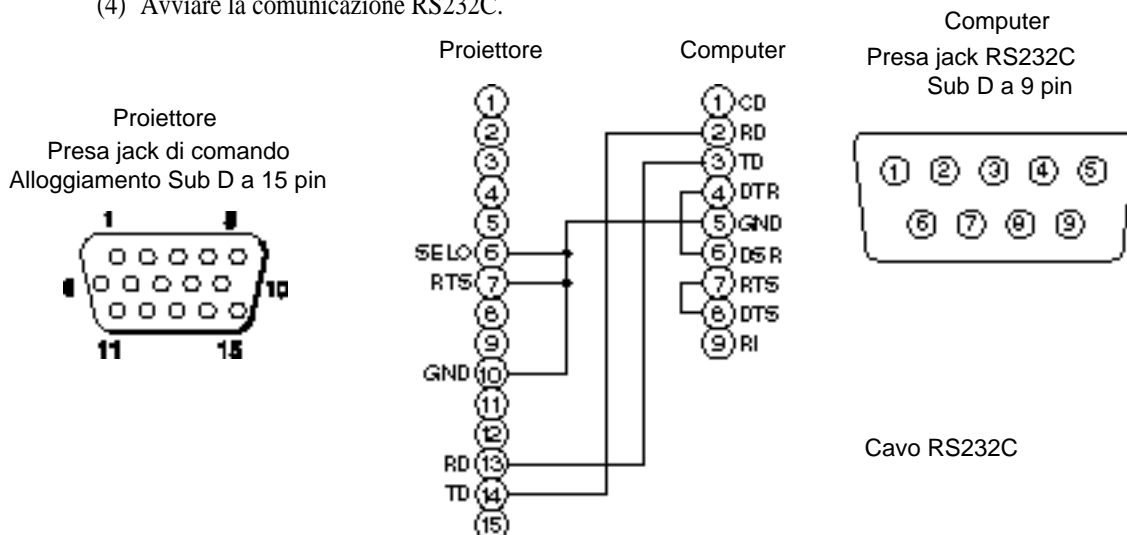 (4) Avviare la comunicazione RS232C.
Proiettore
Presa jack di comando
Alloggiamento Sub D a 15 pin
1 5
6 10
11 15
Proiettore
1
2
3
4
5
SELO 6
RTS 7
8
9
GND 10
11
12
RD 13
TD 14
15
Computer
1 CD
2 RD
3 TD
4 DTR
5 GND
6 DSR
7 RTS
8 DTS
9 RI
Computer
Presa jack RS232C
Sub D a 9 pin
1 2 3 4 5
6 7 8 9
Cavo RS232C